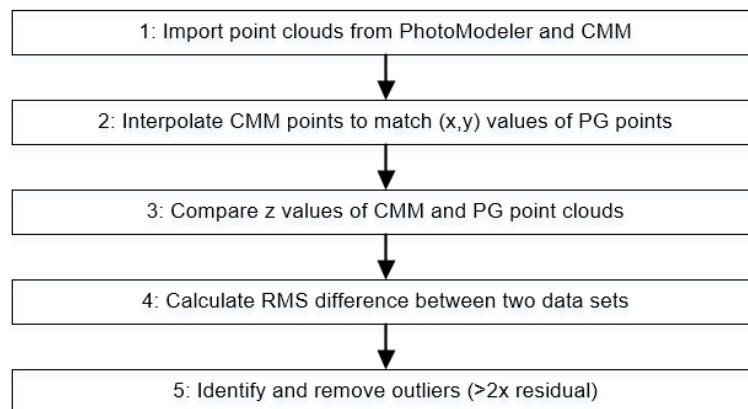 1: Import point clouds from PhotoModeler and CMM
2: Interpolate CMM points to match (x,y) values of PG points
3: Compare z values of CMM and PG point clouds
4: Calculate RMS difference between two data sets
5: Identify and remove outliers (>2x residual)